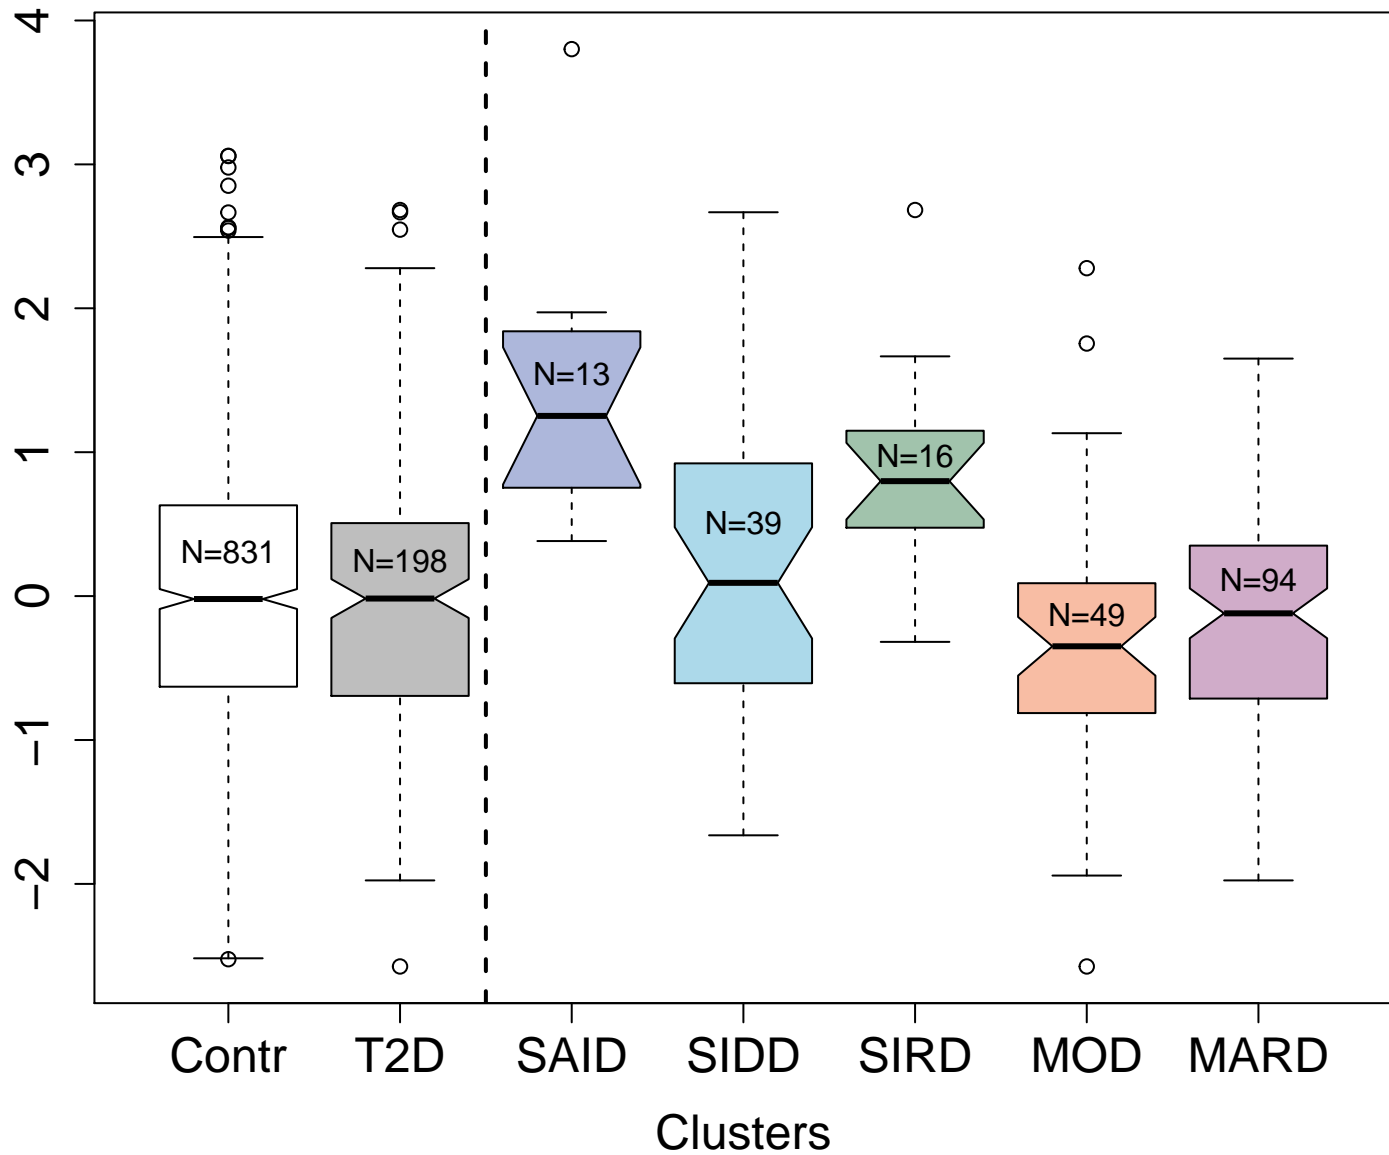 4
3
2
1
0
−1
−2
N=831
N=198
N=13
N=39
N=16
N=49
N=94
Contr T2D SAID SIDD SIRD MOD MARD
Clusters